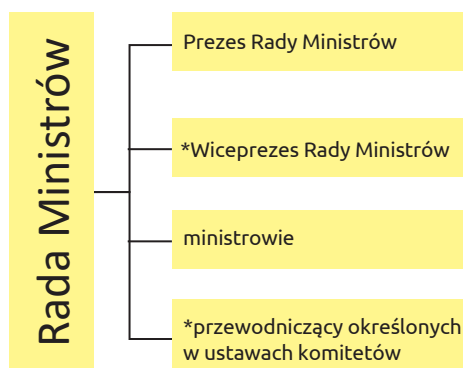 Rada Ministrów
Prezes Rady Ministrów
*Wiceprezes Rady Ministrów
ministrowie
*przewodniczący określonych
w ustawach komitetów